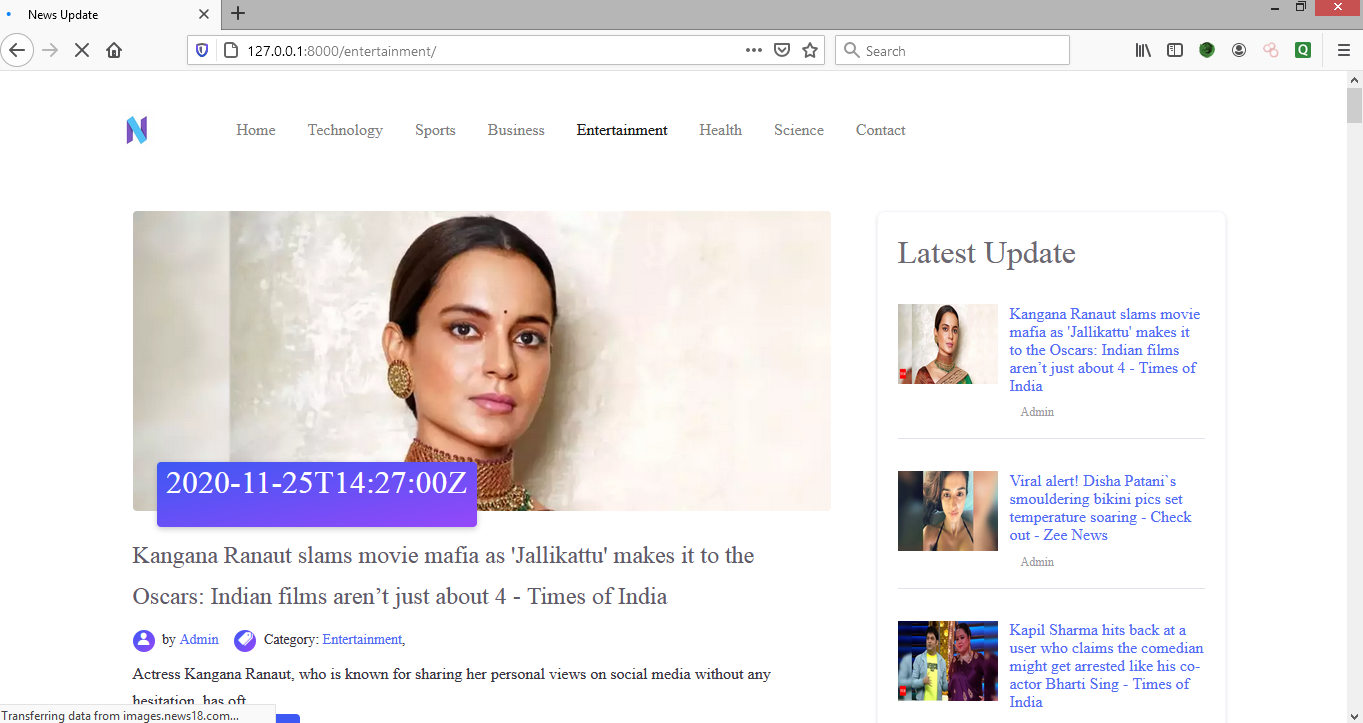 News Update
127.0.0.1:8000/entertainment/
Search
Home Technology Sports Business Entertainment Health Science Contact
2020-11-25T14:27:00Z
Kangana Ranaut slams movie mafia as 'Jallikattu' makes it to the
Oscars: Indian films aren’t just about 4 - Times of India
by Admin Category: Entertainment,
Actress Kangana Ranaut, who is known for sharing her personal views on social media without any
hesitation, has oft
Latest Update
Kangana Ranaut slams movie
mafia as 'Jallikattu' makes it
to the Oscars: Indian films
aren’t just about 4 - Times of
India
Admin
Viral alert! Disha Patani`s
smouldering bikini pics set
temperature soaring - Check
out - Zee News
Admin
Kapil Sharma hits back at a
user who claims the comedian
might get arrested like his co-
actor Bharti Sing - Times of
India
Transferring data from images.news18.com...